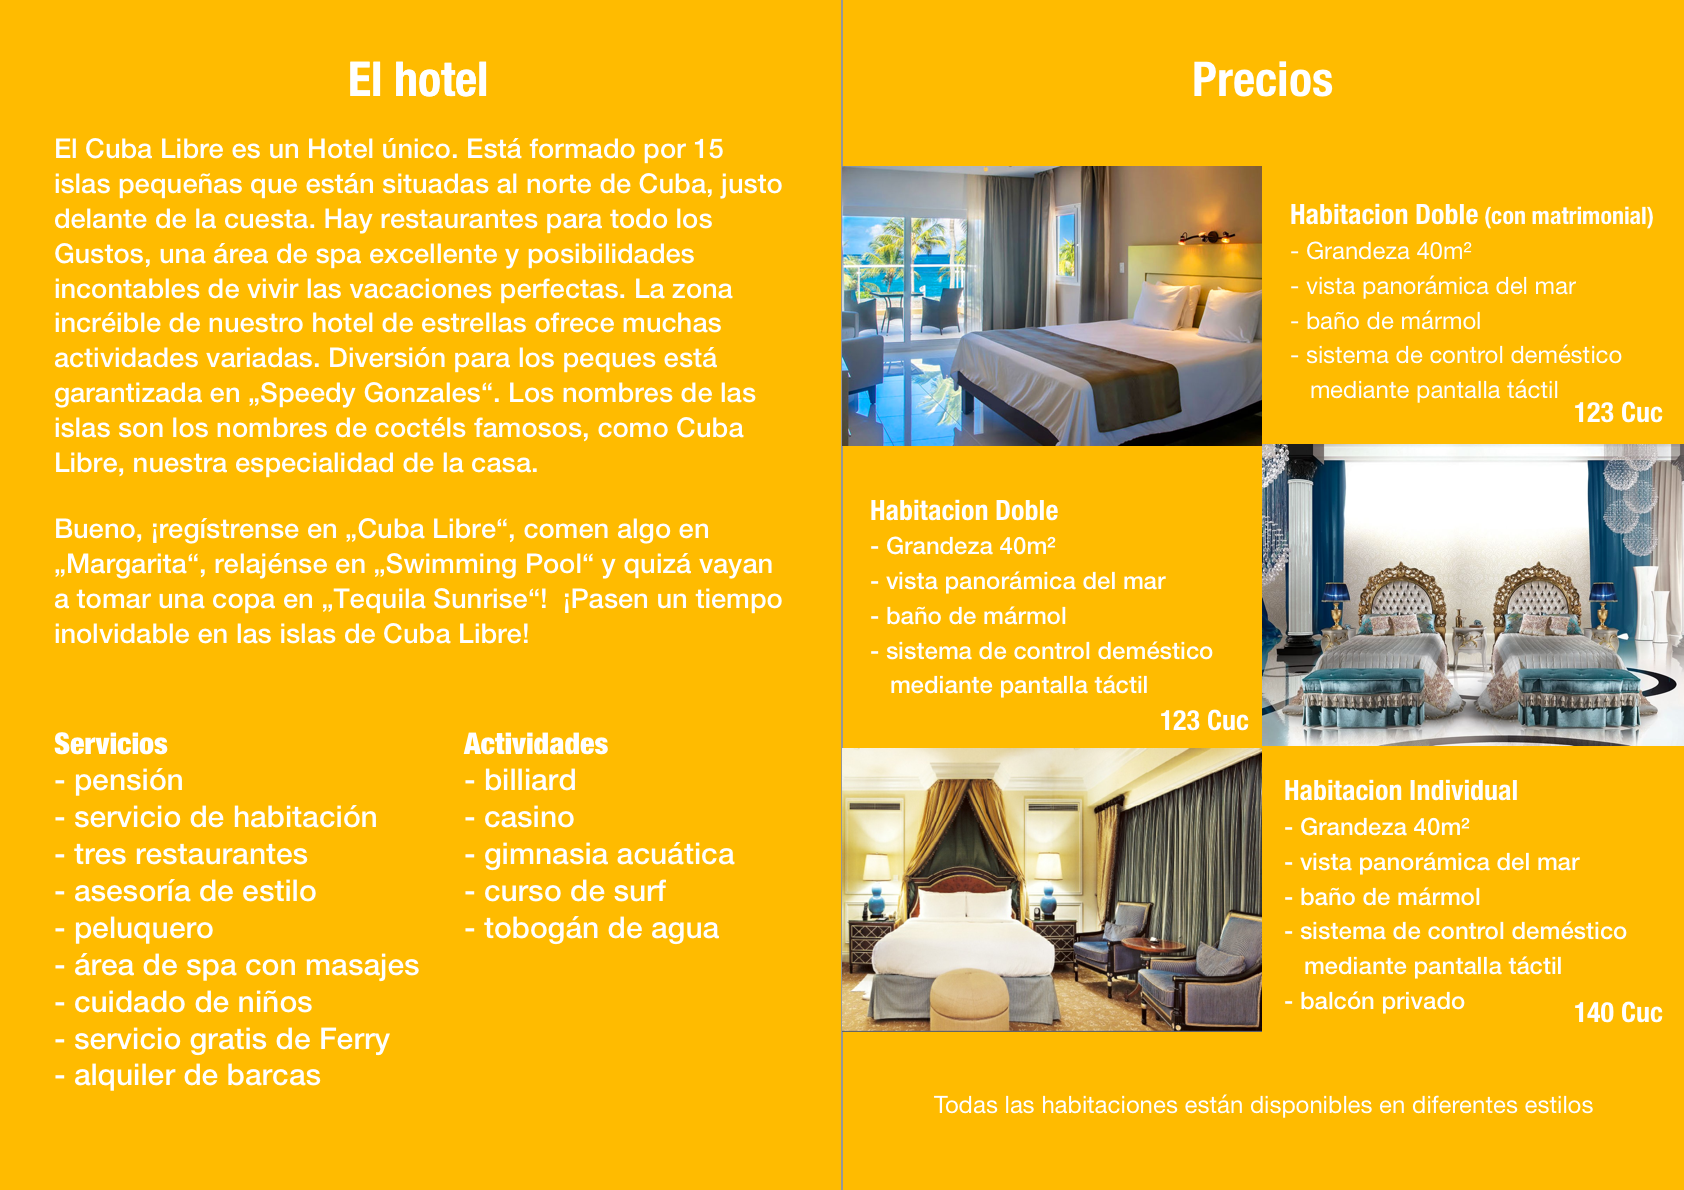 El hotel
El Cuba Libre es un Hotel único. Está formado por 15
islas pequeñas que están situadas al norte de Cuba, justo
delante de la cuesta. Hay restaurantes para todo los
Gustos, una área de spa excellente y posibilidades
incontables de vivir las vacaciones perfectas. La zona
incréible de nuestro hotel de estrellas ofrece muchas
actividades variadas. Diversión para los peques está
garantizada en „Speedy Gonzales“. Los nombres de las
islas son los nombres de coctéls famosos, como Cuba
Libre, nuestra especialidad de la casa.
Bueno, ¡regístrense en „Cuba Libre“, comen algo en
„Margarita“, relajénse en „Swimming Pool“ y quizá vayan
a tomar una copa en „Tequila Sunrise“!  ¡Pasen un tiempo
inolvidable en las islas de Cuba Libre!
Servicios
- pensión
- servicio de habitación
- tres restaurantes
- asesoría de estilo
- peluquero
- área de spa con masajes
- cuidado de niños
- servicio gratis de Ferry
- alquiler de barcas
Actividades
- billiard
- casino
- gimnasia acuática
- curso de surf
- tobogán de agua
Precios
Habitacion Doble (con matrimonial)
- Grandeza 40m²
- vista panorámica del mar
- baño de mármol
- sistema de control deméstico
mediante pantalla táctil
123 Cuc
Habitacion Doble
- Grandeza 40m²
- vista panorámica del mar
- baño de mármol
- sistema de control deméstico
mediante pantalla táctil
123 Cuc
Habitacion Individual
- Grandeza 40m²
- vista panorámica del mar
- baño de mármol
- sistema de control deméstico
mediante pantalla táctil
- balcón privado
140 Cuc
Todas las habitaciones están disponibles en diferentes estilos